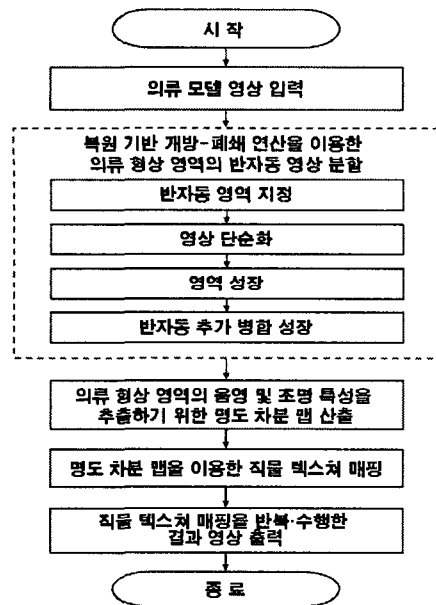 시 작
의류 모델 영상 입력
복원 기반 개방-폐쇄 연산을 이용한
의류 형상 영역의 반자동 영상 분할
반자동 영역 지정
영상 단순화
영역 성장
반자동 추가 병합 성장
의류 형상 영역의 음영 및 조명 특성을
추출하기 위한 명도 차분 맵 산출
명도 차분 맵을 이용한 직물 텍스쳐 매핑
직물 텍스쳐 매핑을 반복·수행한
결과 영상 출력
종 료